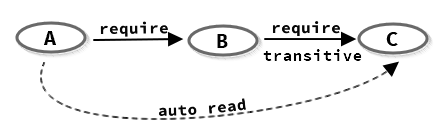 A
require
B
require
transitive
C
auto read